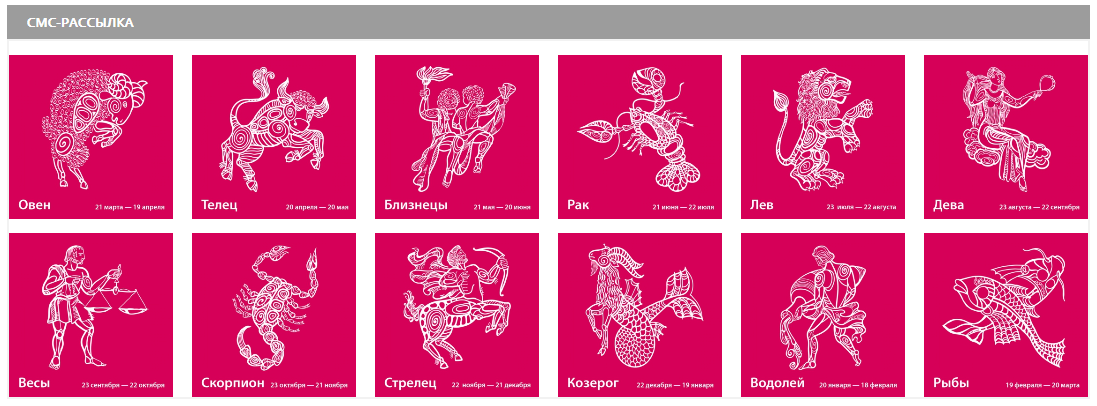 СМС-РАССЫЛКА
Овен 21 марта — 19 апреля
Телец 20 апреля — 20 мая
Близнецы 21 мая — 20 июня
Рак 21 июня — 22 июля
Лев 23 июля — 22 августа
Дева 23 августа — 22 сентября
Весы 23 сентября — 22 октября
Скорпион 23 октября — 21 ноября
Стрелец 22 ноября — 21 декабря
Козерог 22 декабря — 19 января
Водолей 20 января — 18 февраля
Рыбы 19 февраля — 20 марта